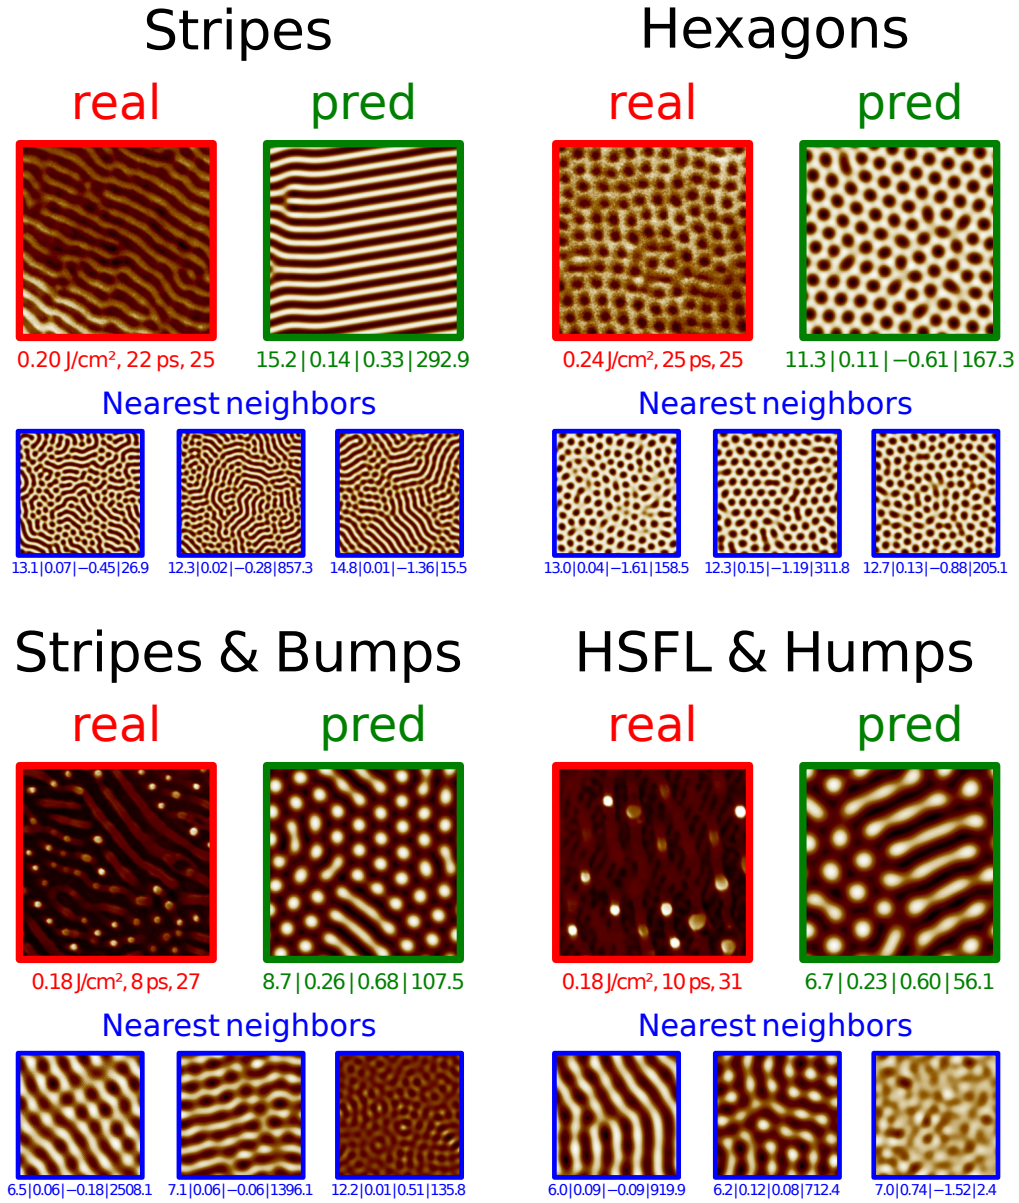 Stripes
real pred
0.20 J/cm², 22 ps, 25 15.2 | 0.14 | 0.33 | 292.9
Nearest neighbors
13.1|0.07|−0.45|26.9 12.3|0.02|−0.28|857.3 14.8|0.01|−1.36|15.5
Hexagons
real pred
0.24 J/cm², 25 ps, 25 11.3 | 0.11 | −0.61 | 167.3
Nearest neighbors
13.0|0.04|−1.61|158.5 12.3|0.15|−1.19|311.8 12.7|0.13|−0.88|205.1
Stripes & Bumps
real pred
0.18 J/cm², 8 ps, 27 8.7 | 0.26 | 0.68 | 107.5
Nearest neighbors
6.5|0.06|−0.18|2508.1 7.1|0.06|−0.06|1396.1 12.2|0.01|0.51|135.8
HSFL & Humps
real pred
0.18 J/cm², 10 ps, 31 6.7 | 0.23 | 0.60 | 56.1
Nearest neighbors
6.0|0.09|−0.09|919.9 6.2|0.12|0.08|712.4 7.0|0.74|−1.52|2.4